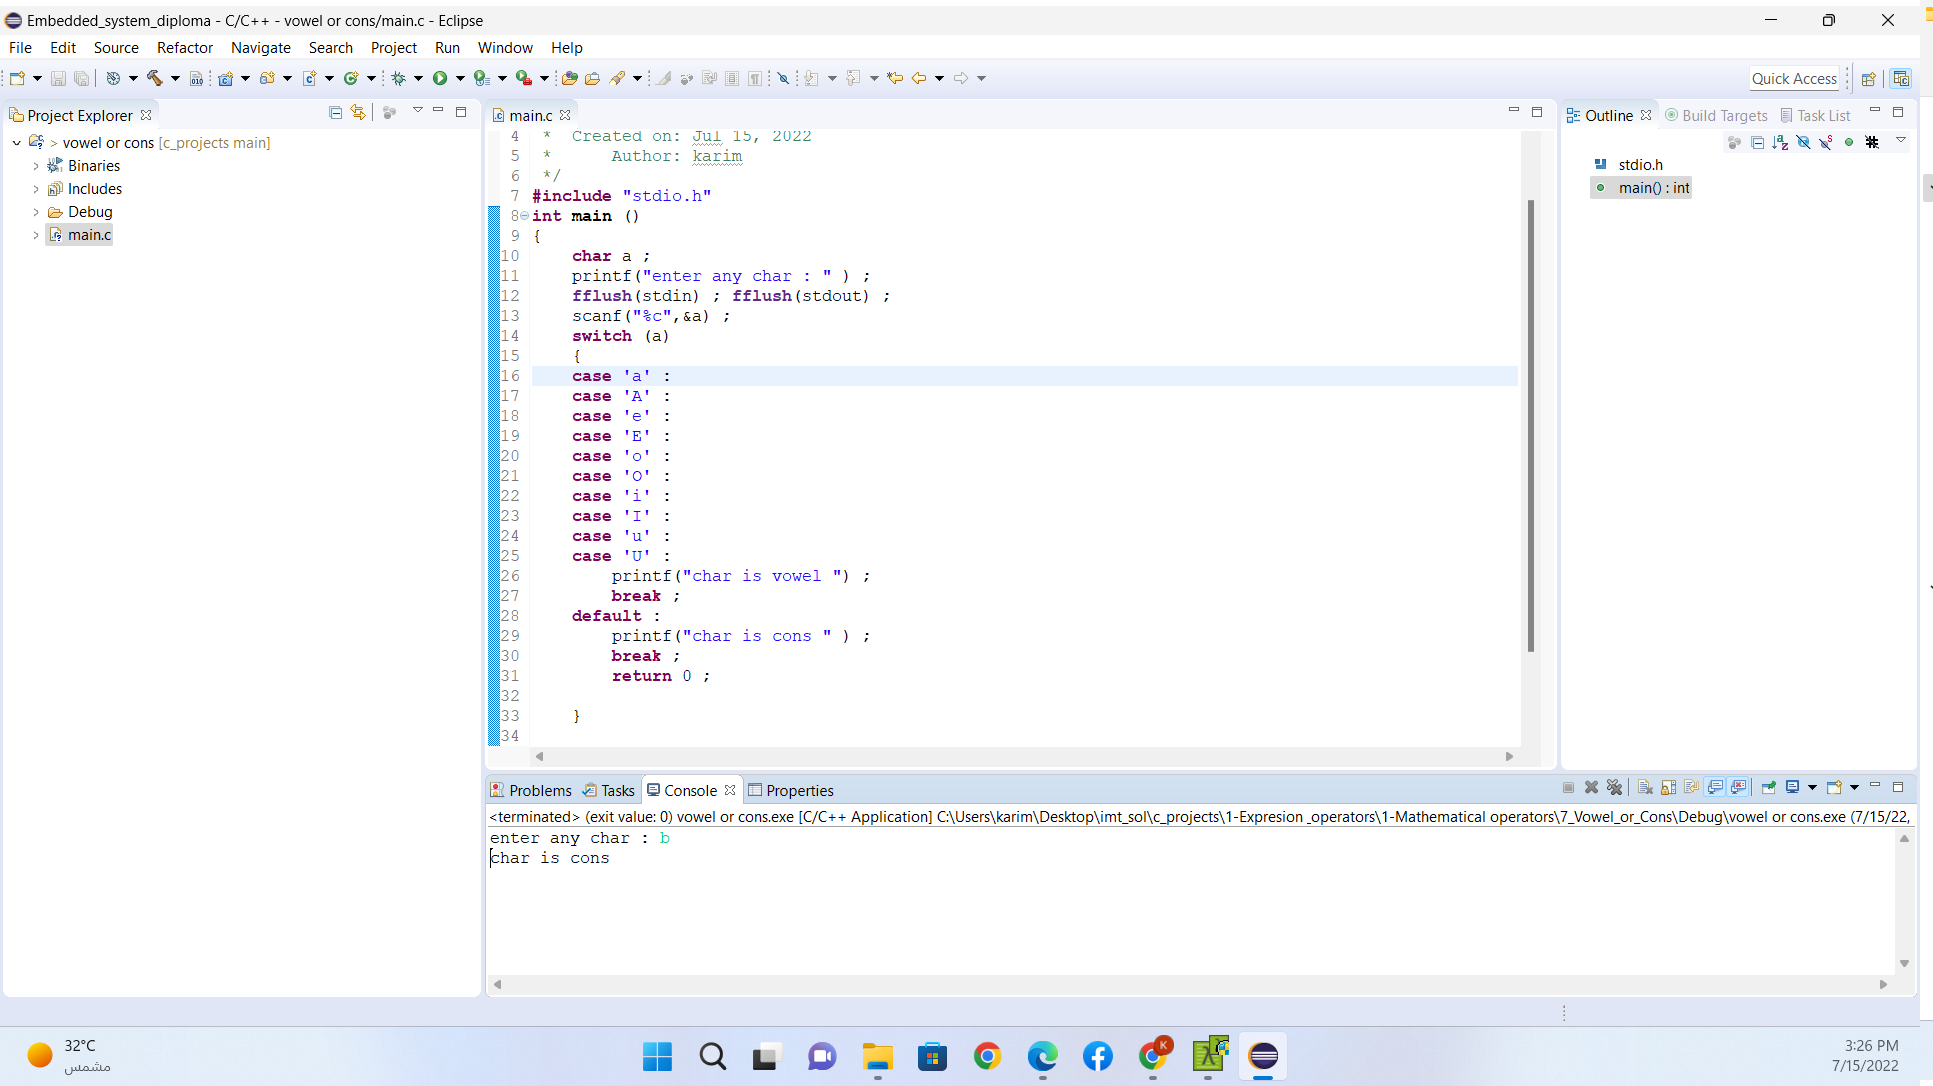 Embedded_system_diploma - C/C++ - vowel or cons/main.c - Eclipse
File Edit Source Refactor Navigate Search Project Run Window Help
Quick Access
Project Explorer
> vowel or cons [c_projects main]
Binaries
Includes
Debug
main.c
main.c
4 * Created on: Jul 15, 2022
5 * Author: karim
6 */
7 #include "stdio.h"
8 int main ()
9 {
10 char a ;
11 printf("enter any char : " ) ;
12 fflush(stdin) ; fflush(stdout) ;
13 scanf("%c",&a) ;
14 switch (a)
15 {
16 case 'a' :
17 case 'A' :
18 case 'e' :
19 case 'E' :
20 case 'o' :
21 case 'O' :
22 case 'i' :
23 case 'I' :
24 case 'u' :
25 case 'U' :
26 printf("char is vowel ") ;
27 break ;
28 default :
29 printf("char is cons " ) ;
30 break ;
31 return 0 ;
32
33 }
34
Outline Build Targets Task List
stdio.h
main() : int
Problems Tasks Console Properties
<terminated> (exit value: 0) vowel or cons.exe [C/C++ Application] C:\Users\karim\Desktop\imt_sol\c_projects\1-Expresion _operators\1-Mathematical operators\7_Vowel_or_Cons\Debug\vowel or cons.exe (7/15/22,
enter any char : b
char is cons
32°C
مشمس
K
3:26 PM
7/15/2022